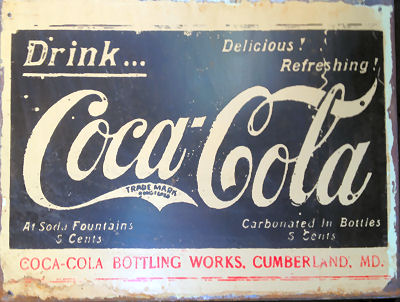 Drink...
Delicious!
Refreshing!
Coca-Cola
TRADE MARK
At Soda Fountains
5 Cents
Carbonated In Bottles
5 Cents
COCA-COLA BOTTLING WORKS, CUMBERLAND, MD.